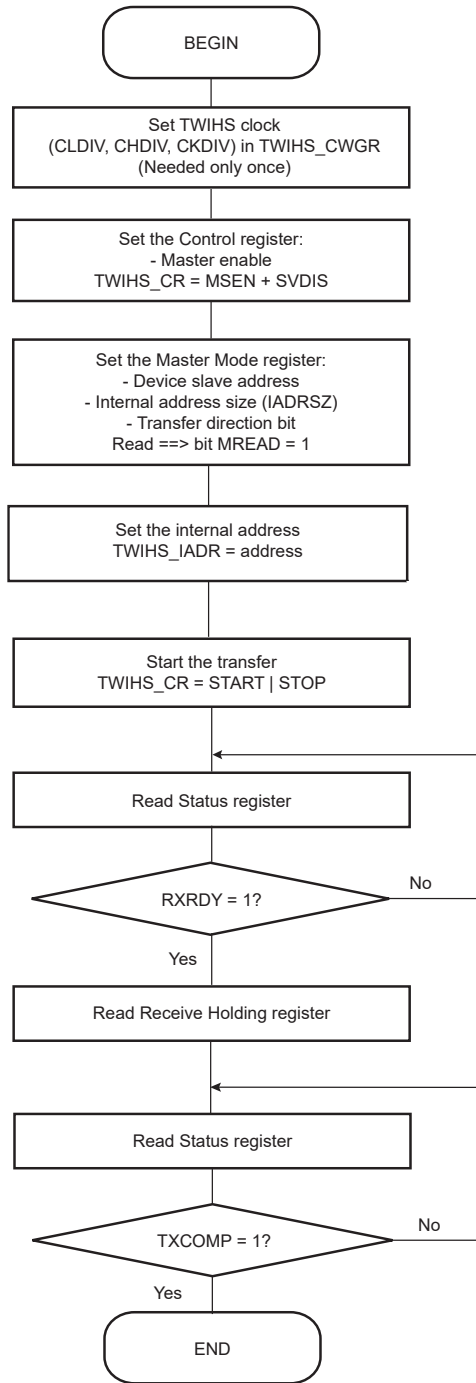 BEGIN
Set TWIHS clock
(CLDIV, CHDIV, CKDIV) in TWIHS_CWGR
(Needed only once)
Set the Control register:
- Master enable
TWIHS_CR = MSEN + SVDIS
Set the Master Mode register:
- Device slave address
- Internal address size (IADRSZ)
- Transfer direction bit
Read ==> bit MREAD = 1
Set the internal address
TWIHS_IADR = address
Start the transfer
TWIHS_CR = START | STOP
Read Status register
RXRDY = 1?
No
Yes
Read Receive Holding register
Read Status register
TXCOMP = 1?
No
Yes
END